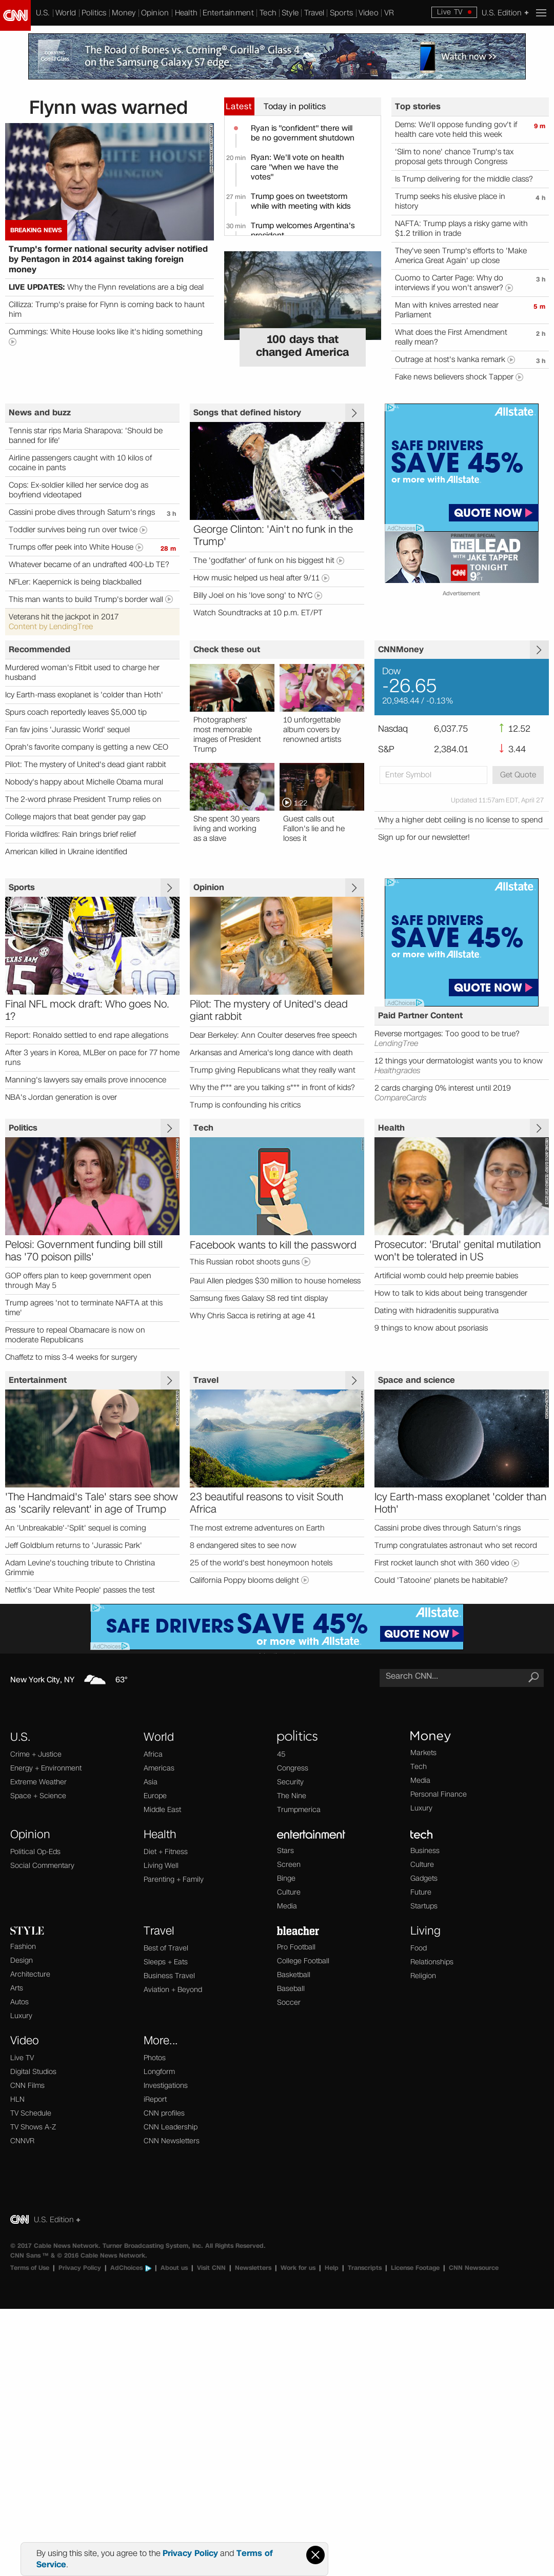 CNN U.S. World Politics Money Opinion Health Entertainment Tech Style Travel Sports Video VR Live TV U.S. Edition +
The Road of Bones vs. Corning® Gorilla® Glass 4
on the Samsung Galaxy S7 edge. Watch now >>
Flynn was warned
BREAKING NEWS
Trump's former national security adviser notified
by Pentagon in 2014 against taking foreign
money
LIVE UPDATES: Why the Flynn revelations are a big deal
Cillizza: Trump's praise for Flynn is coming back to haunt
him
Cummings: White House looks like it's hiding something
Latest Today in politics
Ryan is "confident" there will
be no government shutdown
20 min Ryan: We'll vote on health
care "when we have the
votes"
27 min Trump goes on tweetstorm
while with meeting with kids
30 min Trump welcomes Argentina's
president
100 days that
changed America
Top stories
Dems: We'll oppose funding gov't if 9 m
health care vote held this week
'Slim to none' chance Trump's tax
proposal gets through Congress
Is Trump delivering for the middle class?
Trump seeks his elusive place in 4 h
history
NAFTA: Trump plays a risky game with
$1.2 trillion in trade
They've seen Trump's efforts to 'Make
America Great Again' up close
Cuomo to Carter Page: Why do 3 h
interviews if you won't answer?
Man with knives arrested near 5 m
Parliament
What does the First Amendment 2 h
really mean?
Outrage at host's Ivanka remark 3 h
Fake news believers shock Tapper
News and buzz
Tennis star rips Maria Sharapova: 'Should be
banned for life'
Airline passengers caught with 10 kilos of
cocaine in pants
Cops: Ex-soldier killed her service dog as
boyfriend videotaped
Cassini probe dives through Saturn's rings 3 h
Toddler survives being run over twice
Trumps offer peek into White House 28 m
Whatever became of an undrafted 400-Lb TE?
NFLer: Kaepernick is being blackballed
This man wants to build Trump's border wall
Veterans hit the jackpot in 2017
Content by LendingTree
Songs that defined history
George Clinton: 'Ain't no funk in the
Trump'
The 'godfather' of funk on his biggest hit
How music helped us heal after 9/11
Billy Joel on his 'love song' to NYC
Watch Soundtracks at 10 p.m. ET/PT
Allstate
SAFE DRIVERS
SAVE 45%
or more with Allstate.
QUOTE NOW
AdChoices
PRIMETIME SPECIAL
THE LEAD
WITH JAKE TAPPER
CNN TONIGHT
9 ET
Advertisement
Recommended
Murdered woman's Fitbit used to charge her
husband
Icy Earth-mass exoplanet is 'colder than Hoth'
Spurs coach reportedly leaves $5,000 tip
Fan fav joins 'Jurassic World' sequel
Oprah's favorite company is getting a new CEO
Pilot: The mystery of United's dead giant rabbit
Nobody's happy about Michelle Obama mural
The 2-word phrase President Trump relies on
College majors that beat gender pay gap
Florida wildfires: Rain brings brief relief
American killed in Ukraine identified
Check these out
Photographers'
most memorable
images of President
Trump
10 unforgettable
album covers by
renowned artists
1:22
She spent 30 years
living and working
as a slave
Guest calls out
Fallon's lie and he
loses it
CNNMoney
Dow
-26.65
20,948.44 / -0.13%
Nasdaq 6,037.75 ↑ 12.52
S&P 2,384.01 ↓ 3.44
Enter Symbol Get Quote
Updated 11:57am EDT, April 27
Why a higher debt ceiling is no license to spend
Sign up for our newsletter!
Sports
Final NFL mock draft: Who goes No.
1?
Report: Ronaldo settled to end rape allegations
After 3 years in Korea, MLBer on pace for 77 home
runs
Manning's lawyers say emails prove innocence
NBA's Jordan generation is over
Opinion
Pilot: The mystery of United's dead
giant rabbit
Dear Berkeley: Ann Coulter deserves free speech
Arkansas and America's long dance with death
Trump giving Republicans what they really want
Why the f*** are you talking s*** in front of kids?
Trump is confounding his critics
Allstate
SAFE DRIVERS
SAVE 45%
or more with Allstate.
QUOTE NOW
AdChoices
Paid Partner Content
Reverse mortgages: Too good to be true?
LendingTree
12 things your dermatologist wants you to know
Healthgrades
2 cards charging 0% interest until 2019
CompareCards
Politics
Pelosi: Government funding bill still
has '70 poison pills'
GOP offers plan to keep government open
through May 5
Trump agrees 'not to terminate NAFTA at this
time'
Pressure to repeal Obamacare is now on
moderate Republicans
Chaffetz to miss 3-4 weeks for surgery
Tech
Facebook wants to kill the password
This Russian robot shoots guns
Paul Allen pledges $30 million to house homeless
Samsung fixes Galaxy S8 red tint display
Why Chris Sacca is retiring at age 41
Health
Prosecutor: 'Brutal' genital mutilation
won't be tolerated in US
Artificial womb could help preemie babies
How to talk to kids about being transgender
Dating with hidradenitis suppurativa
9 things to know about psoriasis
Entertainment
'The Handmaid's Tale' stars see show
as 'scarily relevant' in age of Trump
An 'Unbreakable'-'Split' sequel is coming
Jeff Goldblum returns to 'Jurassic Park'
Adam Levine's touching tribute to Christina
Grimmie
Netflix's 'Dear White People' passes the test
Travel
23 beautiful reasons to visit South
Africa
The most extreme adventures on Earth
8 endangered sites to see now
25 of the world's best honeymoon hotels
California Poppy blooms delight
Space and science
Icy Earth-mass exoplanet 'colder than
Hoth'
Cassini probe dives through Saturn's rings
Trump congratulates astronaut who set record
First rocket launch shot with 360 video
Could 'Tatooine' planets be habitable?
SAFE DRIVERS SAVE 45% Allstate
or more with Allstate. QUOTE NOW
AdChoices
New York City, NY 63°
Search CNN...
U.S.
Crime + Justice
Energy + Environment
Extreme Weather
Space + Science
World
Africa
Americas
Asia
Europe
Middle East
politics
45
Congress
Security
The Nine
Trumpmerica
Money
Markets
Tech
Media
Personal Finance
Luxury
Opinion
Political Op-Eds
Social Commentary
Health
Diet + Fitness
Living Well
Parenting + Family
entertainment
Stars
Screen
Binge
Culture
Media
tech
Business
Culture
Gadgets
Future
Startups
STYLE
Fashion
Design
Architecture
Arts
Autos
Luxury
Travel
Best of Travel
Sleeps + Eats
Business Travel
Aviation + Beyond
bleacher
Pro Football
College Football
Basketball
Baseball
Soccer
Living
Food
Relationships
Religion
Video
Live TV
Digital Studios
CNN Films
HLN
TV Schedule
TV Shows A-Z
CNNVR
More...
Photos
Longform
Investigations
iReport
CNN profiles
CNN Leadership
CNN Newsletters
CNN U.S. Edition +
© 2017 Cable News Network. Turner Broadcasting System, Inc. All Rights Reserved.
CNN Sans ™ & © 2016 Cable News Network.
Terms of Use | Privacy Policy | AdChoices | About us | Visit CNN | Newsletters | Work for us | Help | Transcripts | License Footage | CNN Newsource
By using this site, you agree to the Privacy Policy and Terms of
Service.